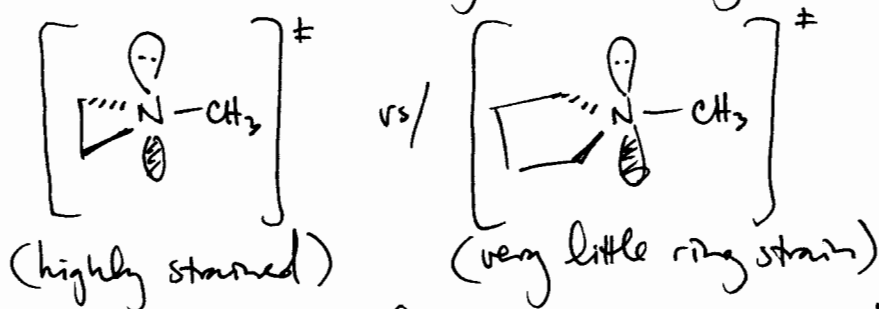 ‡ ‡
N — CH3 vs/ N — CH3
(highly strained) (very little ring strain)